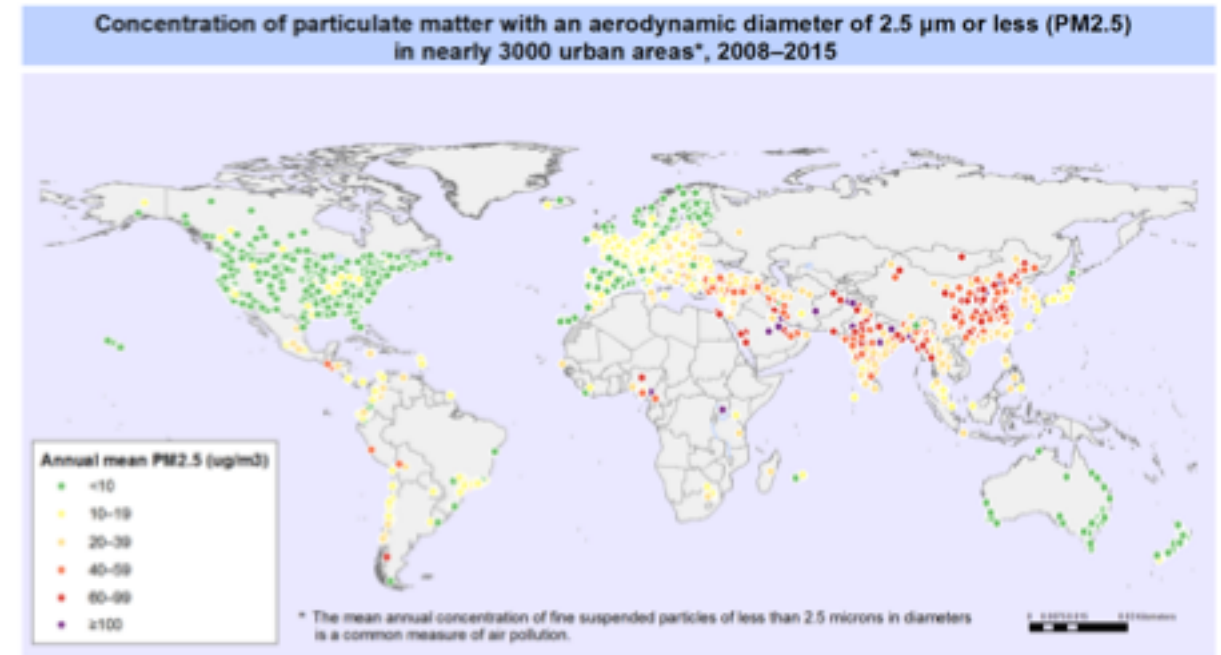 Concentration of particulate matter with an aerodynamic diameter of 2.5 µm or less (PM2.5)
in nearly 3000 urban areas*, 2008–2015
Annual mean PM2.5 (ug/m3)
<10
10–19
20–39
40–59
60–99
≥100
* The mean annual concentration of fine suspended particles of less than 2.5 microns in diameters
is a common measure of air pollution.